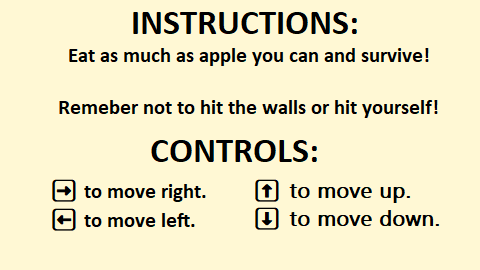 INSTRUCTIONS:
Eat as much as apple you can and survive!
Remeber not to hit the walls or hit yourself!
CONTROLS:
→ to move right. ↑ to move up.
← to move left. ↓ to move down.